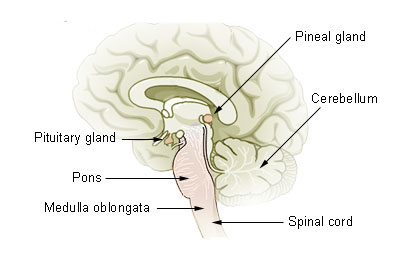 Pineal gland
Cerebellum
Pituitary gland
Pons
Medulla oblongata
Spinal cord